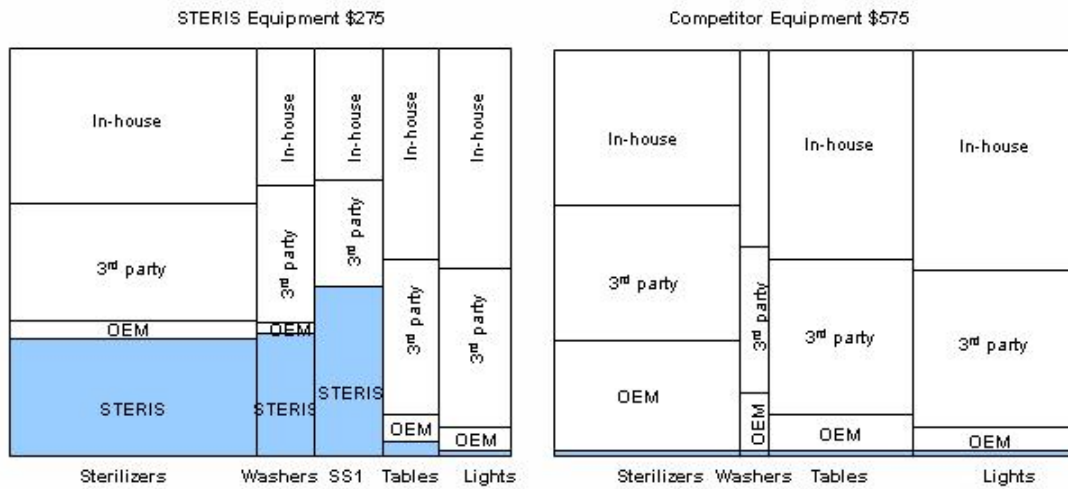 STERIS Equipment $275
Competitor Equipment $575
In-house
In-house
In-house
In-house
In-house
In-house
In-house
In-house
In-house
3rd party
3rd party
3rd party
3rd party
3rd party
3rd party
3rd party
3rd party
3rd party
OEM
OEM
OEM
OEM
OEM
OEM
OEM
OEM
STERIS
STERIS
STERIS
Sterilizers Washers SS1 Tables Lights
Sterilizers Washers Tables Lights